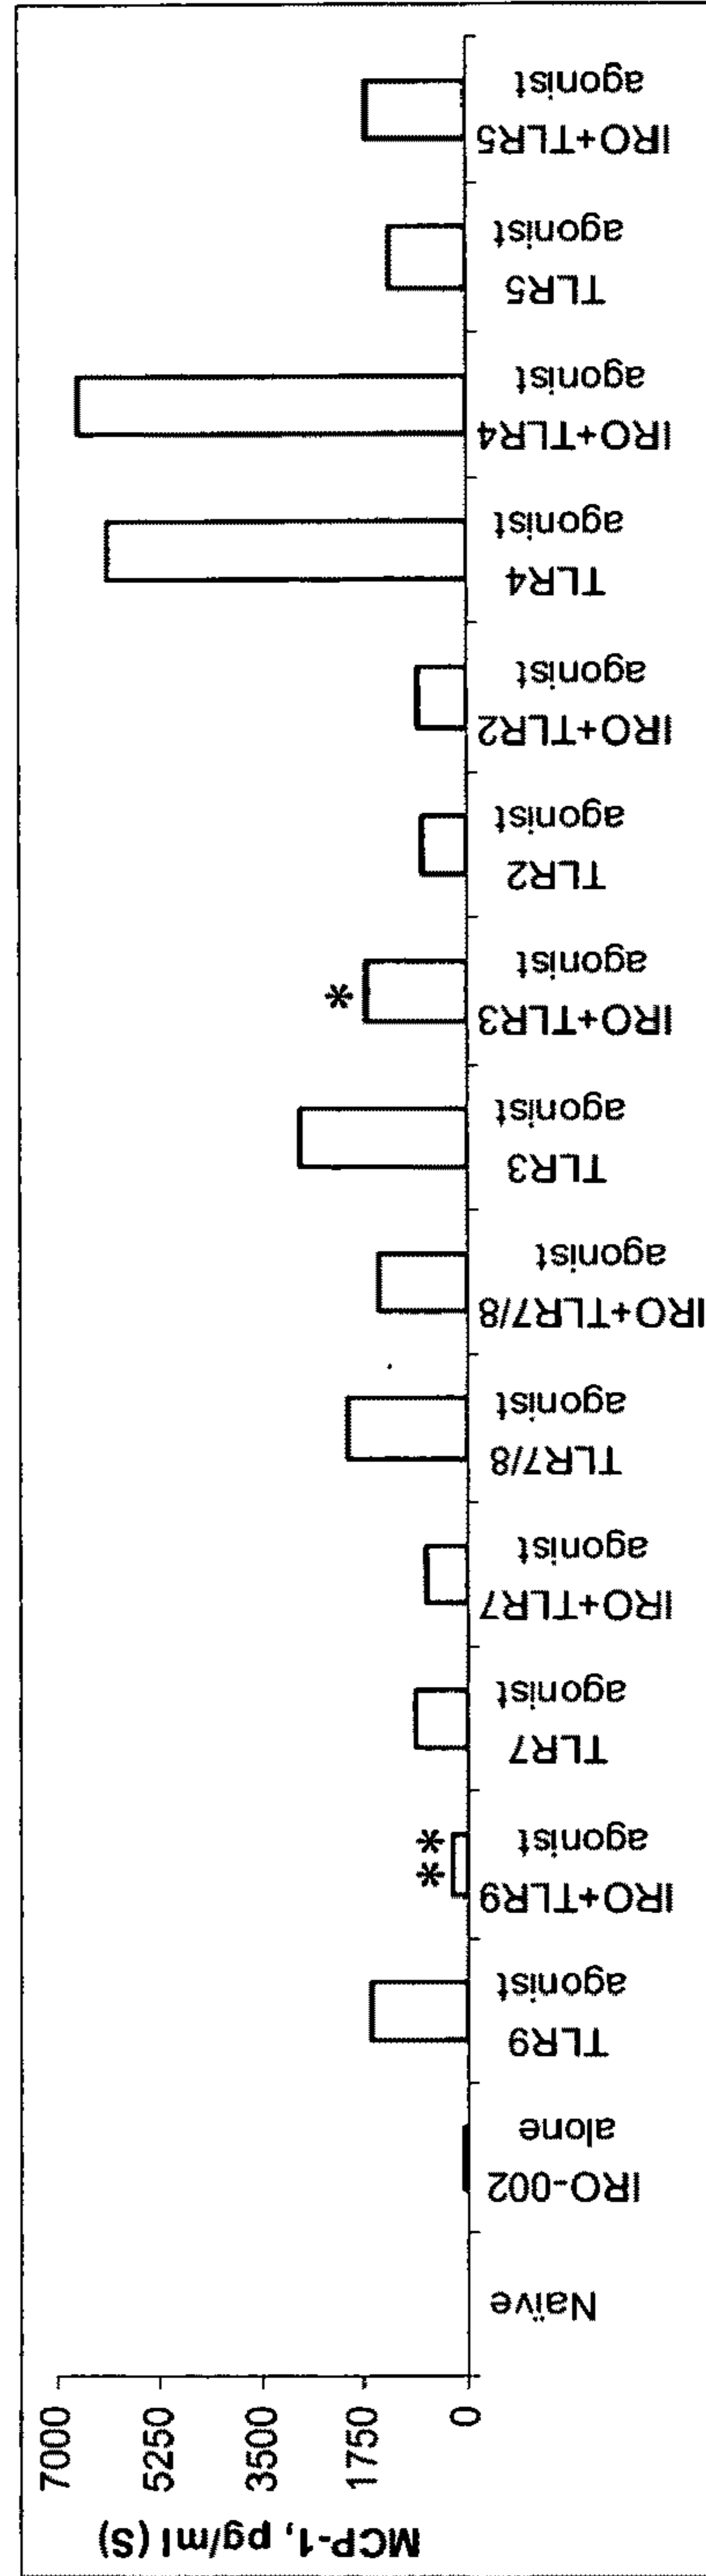 MCP-1, pg/ml (S)
7000
5250
3500
1750
0
**
*
Naïve
IRO-002
alone
TLR9
agonist
IRO+TLR9
agonist
TLR7
agonist
IRO+TLR7
agonist
TLR7/8
agonist
IRO+TLR7/8
agonist
TLR3
agonist
IRO+TLR3
agonist
TLR2
agonist
IRO+TLR2
agonist
TLR4
agonist
IRO+TLR4
agonist
TLR5
agonist
IRO+TLR5
agonist